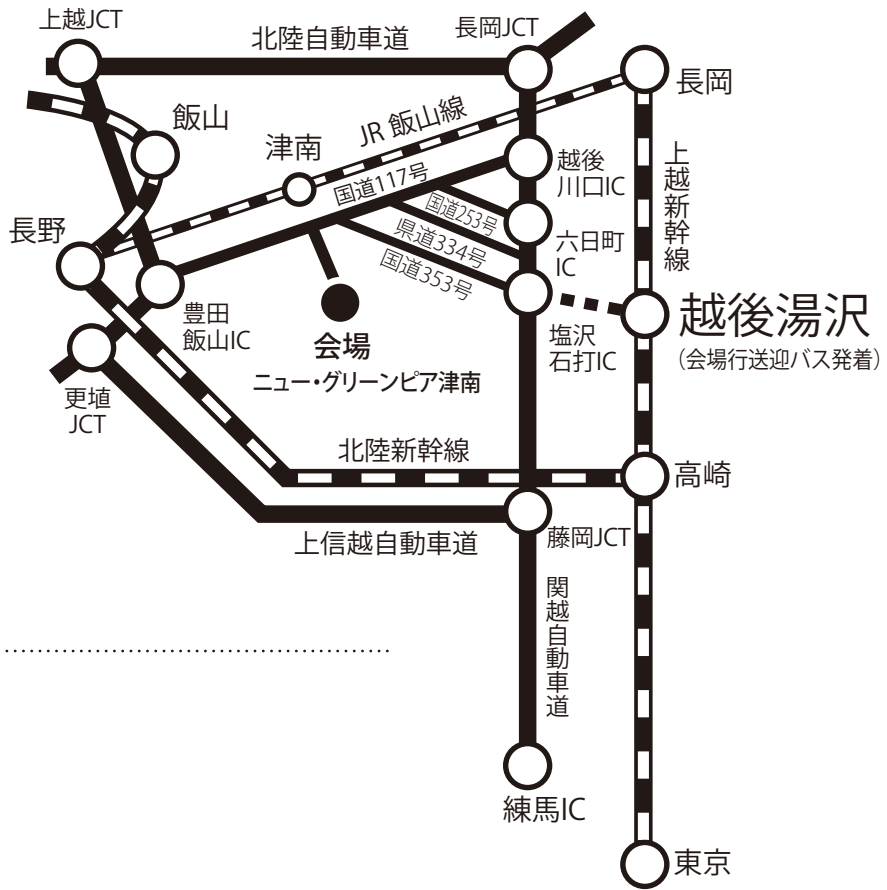 上越JCT
北陸自動車道
長岡JCT
長岡
飯山
JR 飯山線
津南
越後
川口IC
国道117号
上越新幹線
国道253号
県道334号
国道353号
六日町
IC
長野
豊田
飯山IC
会場
ニュー・グリーンピア津南
塩沢
石打IC
越後湯沢
(会場行送迎バス発着)
更埴
JCT
北陸新幹線
高崎
上信越自動車道
藤岡JCT
関越自動車道
練馬IC
東京